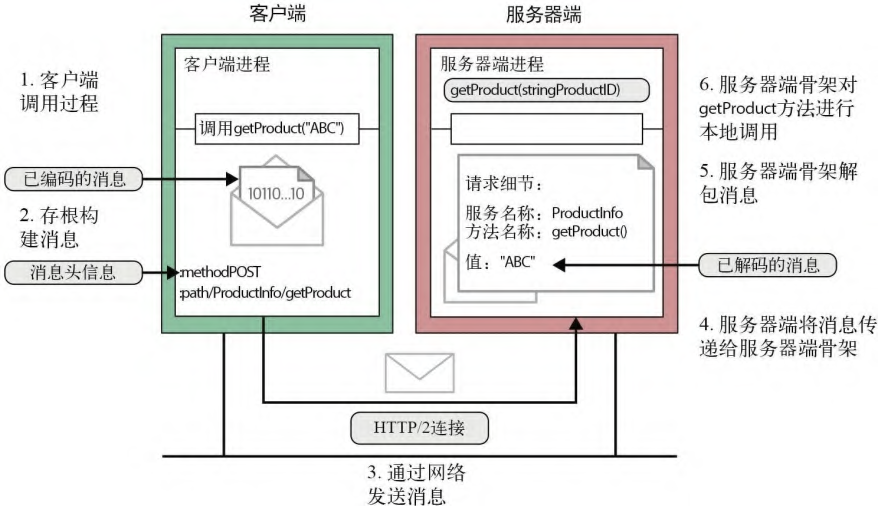 客户端
服务器端
1. 客户端
调用过程
客户端进程
调用getProduct("ABC")
已编码的消息
10110...10
2. 存根构
建消息
消息头信息
:methodPOST
:path/ProductInfo/getProduct
服务器端进程
getProduct(stringProductID)
请求细节：
服务名称：ProductInfo
方法名称：getProduct()
值："ABC"
6. 服务器端骨架对
getProduct方法进行
本地调用
5. 服务器端骨架解
包消息
已解码的消息
4. 服务器端将消息传
递给服务器端骨架
HTTP/2连接
3. 通过网络
发送消息